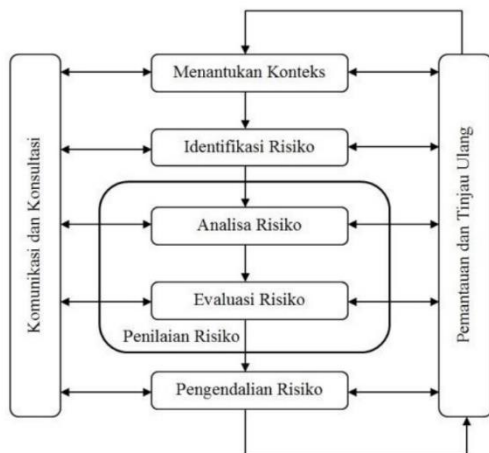 Menantukan Konteks
Identifikasi Risiko
Analisa Risiko
Evaluasi Risiko
Penilaian Risiko
Pengendalian Risiko
Komunikasi dan Konsultasi
Pemantauan dan Tinjau Ulang